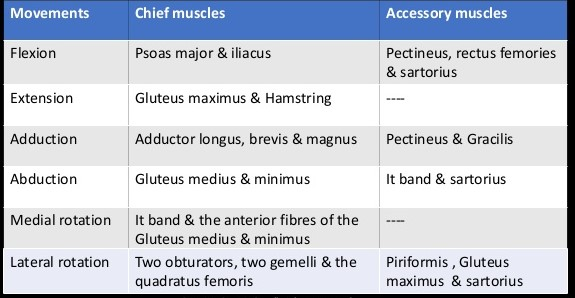 Movements Chief muscles Accessory muscles
Flexion Psoas major & iliacus Pectineus, rectus femories
& sartorius
Extension Gluteus maximus & Hamstring ----
Adduction Adductor longus, brevis & magnus Pectineus & Gracilis
Abduction Gluteus medius & minimus It band & sartorius
Medial rotation It band & the anterior fibres of the ----
Gluteus medius & minimus
Lateral rotation Two obturators, two gemelli & the Piriformis , Gluteus
quadratus femoris maximus & sartorius